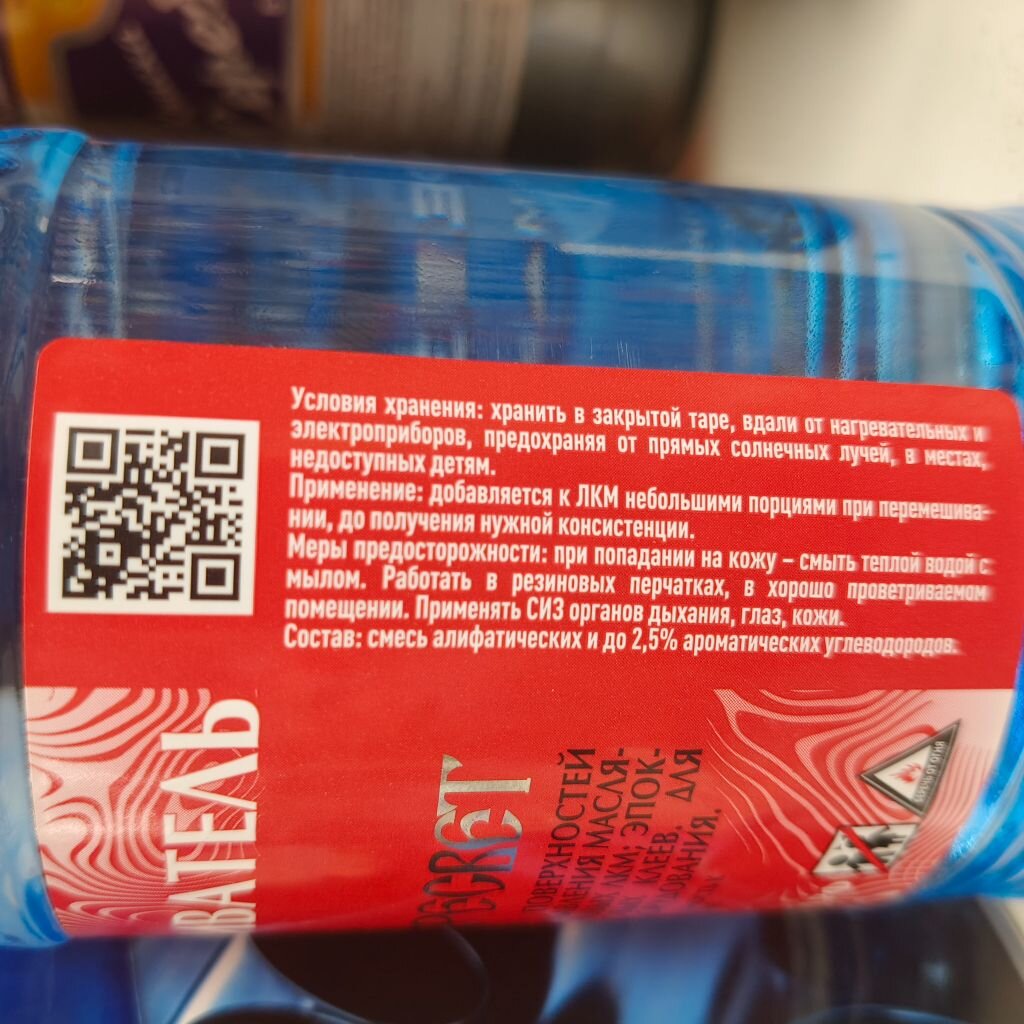 Условия хранения: хранить в закрытой таре, вдали от нагревательных и
электроприборов, предохраняя от прямых солнечных лучей, в местах,
недоступных детям.
Применение: добавляется к ЛКМ небольшими порциями при перемешива-
нии, до получения нужной консистенции.
Меры предосторожности: при попадании на кожу – смыть теплой водой с
мылом. Работать в резиновых перчатках, в хорошо проветриваемом
помещении. Применять СИЗ органов дыхания, глаз, кожи.
Состав: смесь алифатических и до 2,5% ароматических углеводородов.
ВАТЕЛЬ
ПОВЕРХНОСТЕЙ
МАСЛЯ-
ЛКМ; ЭПОК-
КЛЕЕВ. ДЛЯ
БЕРЕЧЬ ОТ ОГНЯ